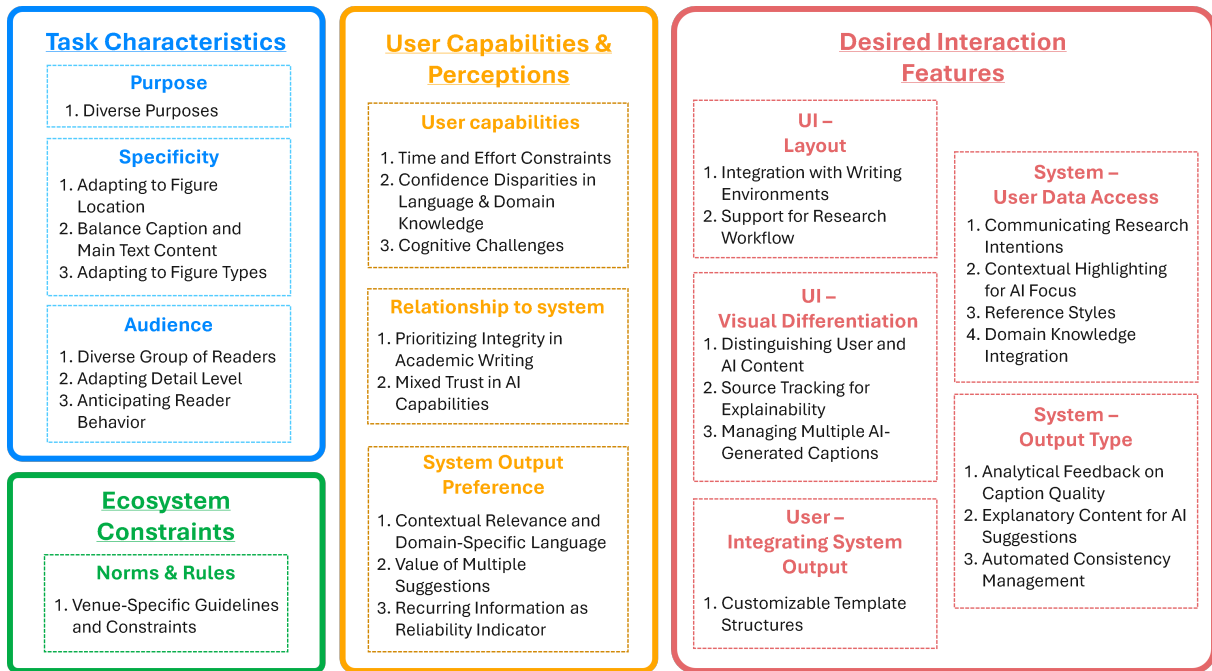 Task Characteristics
Purpose
1. Diverse Purposes
Specificity
1. Adapting to Figure
Location
2. Balance Caption and
Main Text Content
3. Adapting to Figure Types
Audience
1. Diverse Group of Readers
2. Adapting Detail Level
3. Anticipating Reader
Behavior
Ecosystem
Constraints
Norms & Rules
1. Venue-Specific Guidelines
and Constraints
User Capabilities &
Perceptions
User capabilities
1. Time and Effort Constraints
2. Confidence Disparities in
Language & Domain
Knowledge
3. Cognitive Challenges
Relationship to system
1. Prioritizing Integrity in
Academic Writing
2. Mixed Trust in AI
Capabilities
System Output
Preference
1. Contextual Relevance and
Domain-Specific Language
2. Value of Multiple
Suggestions
3. Recurring Information as
Reliability Indicator
Desired Interaction
Features
UI –
Layout
1. Integration with Writing
Environments
2. Support for Research
Workflow
UI –
Visual Differentiation
1. Distinguishing User and
AI Content
2. Source Tracking for
Explainability
3. Managing Multiple AI-
Generated Captions
User –
Integrating System
Output
1. Customizable Template
Structures
System –
User Data Access
1. Communicating Research
Intentions
2. Contextual Highlighting
for AI Focus
3. Reference Styles
4. Domain Knowledge
Integration
System –
Output Type
1. Analytical Feedback on
Caption Quality
2. Explanatory Content for AI
Suggestions
3. Automated Consistency
Management